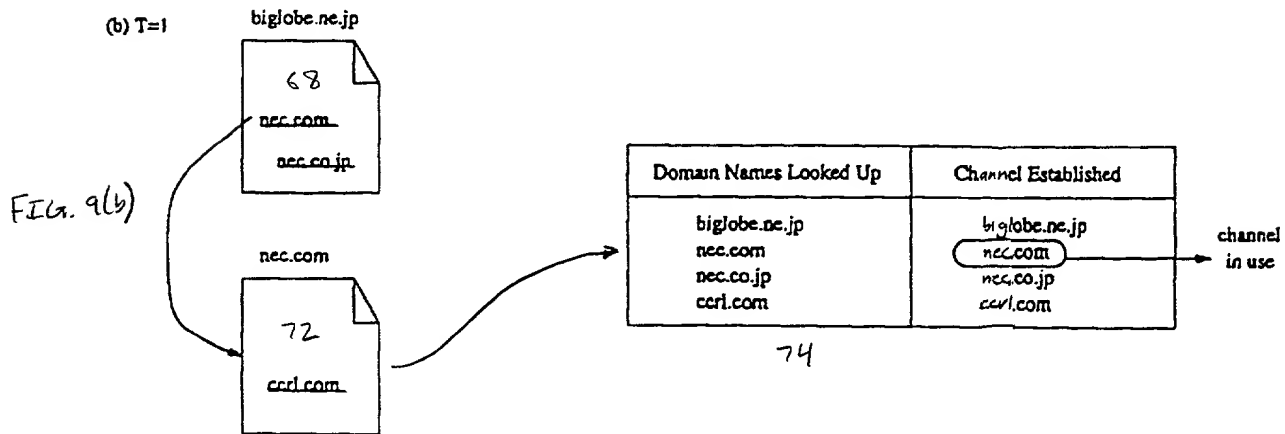 (b) T=1
biglobe.ne.jp
68
nec.com
nec.co.jp
FIG. 9(b)
nec.com
72
ccrl.com
Domain Names Looked Up
Channel Established
biglobe.ne.jp
biglobe.ne.jp
nec.com
nec.com
nec.co.jp
nec.co.jp
ccrl.com
ccrl.com
channel
in use
74